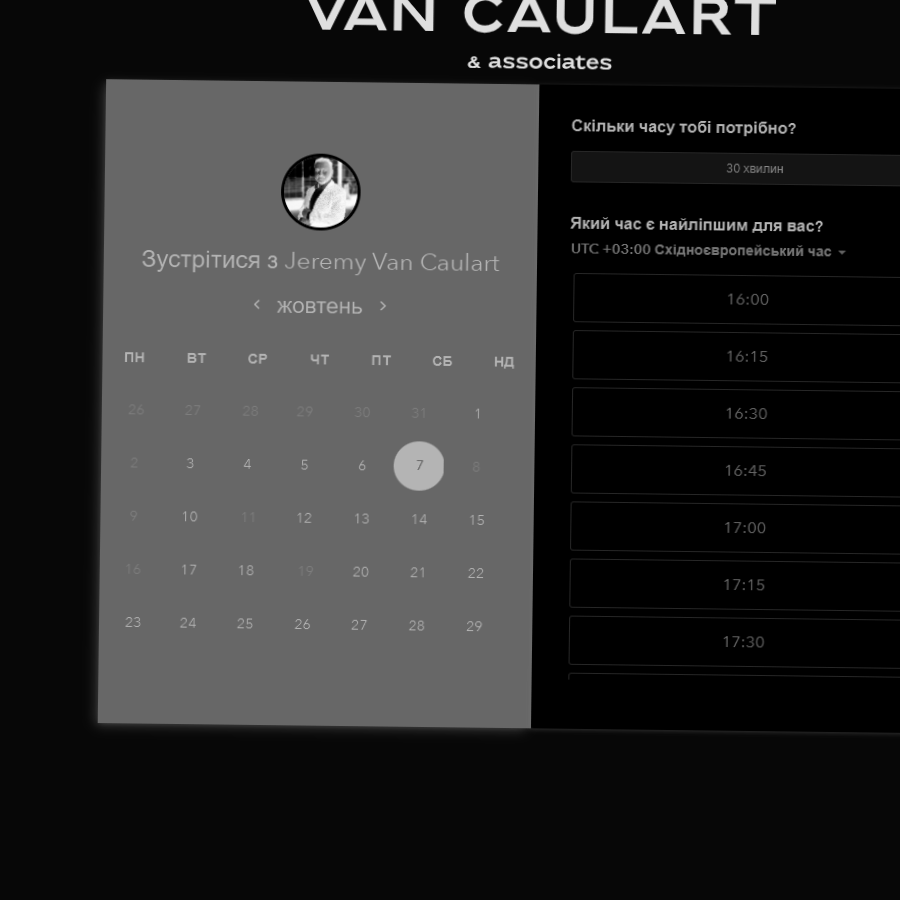 VAN CAULART
& associates
Зустрітися з Jeremy Van Caulart
жовтень
ПН ВТ СР ЧТ ПТ СБ НД
26 27 28 29 30 31 1
2 3 4 5 6 7 8
9 10 11 12 13 14 15
16 17 18 19 20 21 22
23 24 25 26 27 28 29
Скільки часу тобі потрібно?
30 хвилин
Який час є найліпшим для вас?
UTC +03:00 Східноєвропейський час
16:00
16:15
16:30
16:45
17:00
17:15
17:30